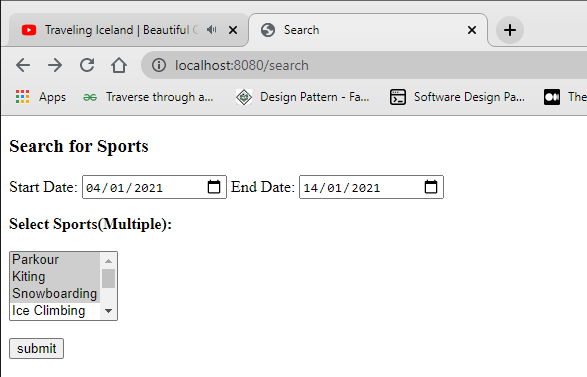 Traveling Iceland | Beautiful C
Search
localhost:8080/search
Apps
Traverse through a...
Design Pattern - Fa...
Software Design Pa...
The
Search for Sports
Start Date: 04/01/2021 End Date: 14/01/2021
Select Sports(Multiple):
Parkour
Kiting
Snowboarding
Ice Climbing
submit